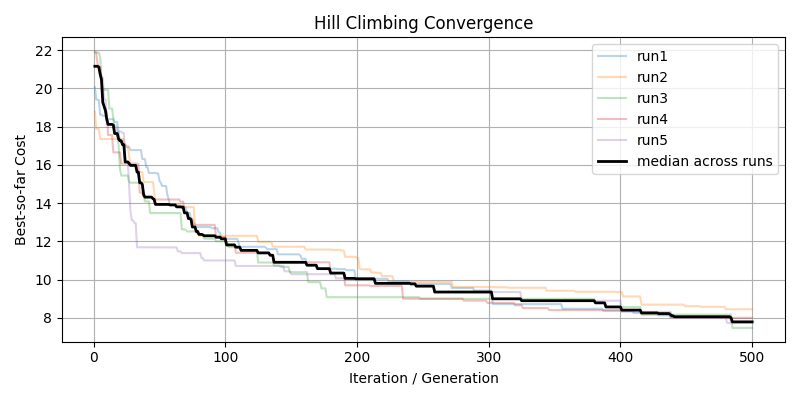 Hill Climbing Convergence
Best-so-far Cost
22
20
18
16
14
12
10
8
0
100
200
300
400
500
Iteration / Generation
run1
run2
run3
run4
run5
median across runs